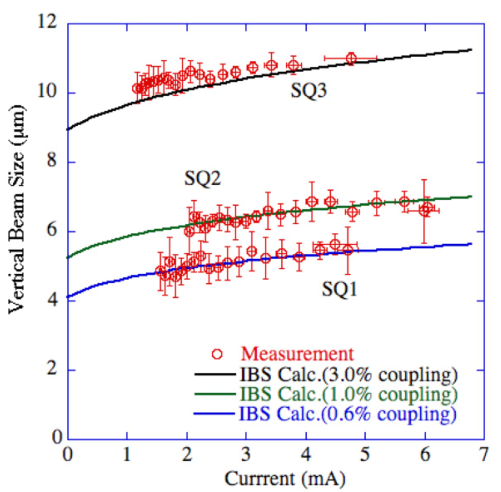 12
10
8
6
4
2
0
Vertical Beam Size (μm)
SQ3
SQ2
SQ1
Measurement
IBS Calc.(3.0% coupling)
IBS Calc.(1.0% coupling)
IBS Calc.(0.6% coupling)
0 1 2 3 4 5 6 7
Currrent (mA)